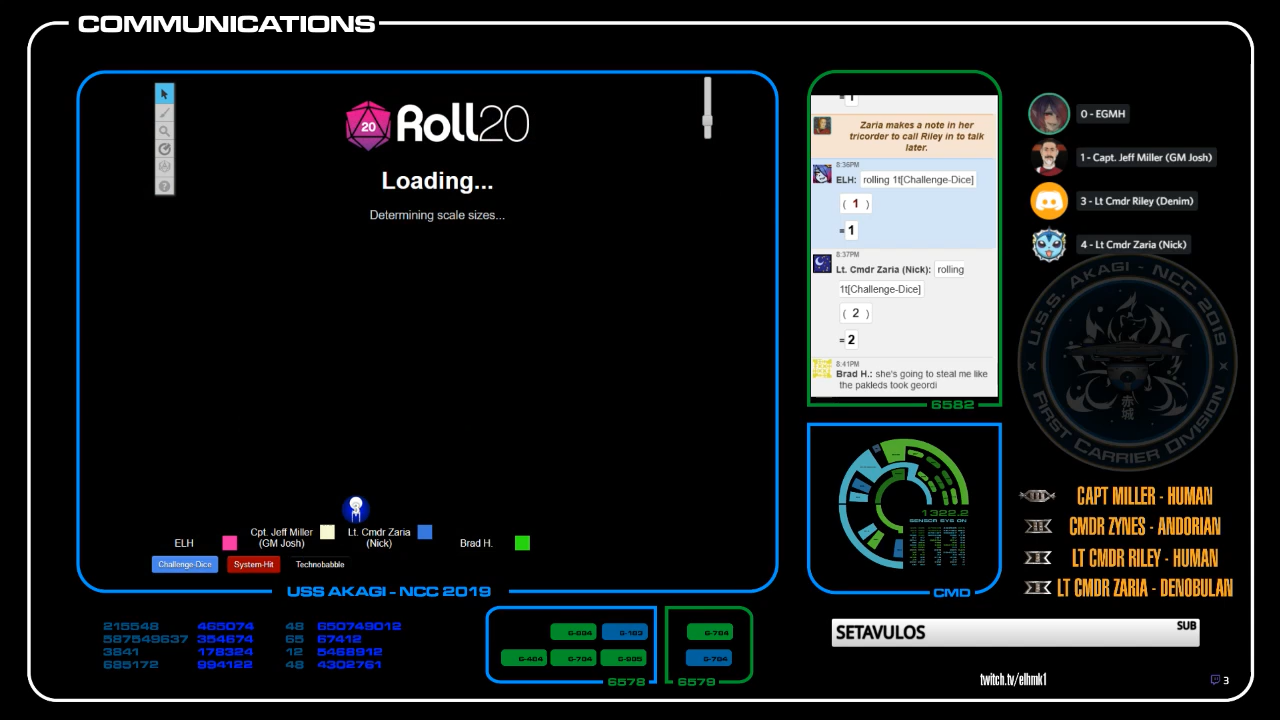 COMMUNICATIONS
20
Roll20
Loading...
Determining scale sizes...
ELH
Cpt. Jeff Miller
(GM Josh)
Lt. Cmdr Zaria
(Nick)
Brad H.
Challenge-Dice
System-Hit
Technobabble
USS AKAGI - NCC 2019
= 1
Zaria makes a note in her
tricorder to call Riley in to talk
later.
8:36PM
ELH: rolling 1t[Challenge-Dice]
( 1 )
= 1
8:37PM
Lt. Cmdr Zaria (Nick): rolling
1t[Challenge-Dice]
( 2 )
= 2
8:41PM
Brad H.: she's going to steal me like
the pakleds took geordi
6582
1322.2
SENSOR SYS ON
CMD
0 - EGMH
1 - Capt. Jeff Miller (GM Josh)
3 - Lt Cmdr Riley (Denim)
4 - Lt Cmdr Zaria (Nick)
U.S.S. AKAGI - NCC 2019
赤城
FIRST CARRIER DIVISION
CAPT MILLER - HUMAN
CMDR ZYNES - ANDORIAN
LT CMDR RILEY - HUMAN
LT CMDR ZARIA - DENOBULAN
215548 465074 48 650749012
587549637 354674 65 67412
3841 178324 12 5468912
685172 994122 48 4302761
6578
6579
SETAVULOS
SUB
twitch.tv/elhmk1
3